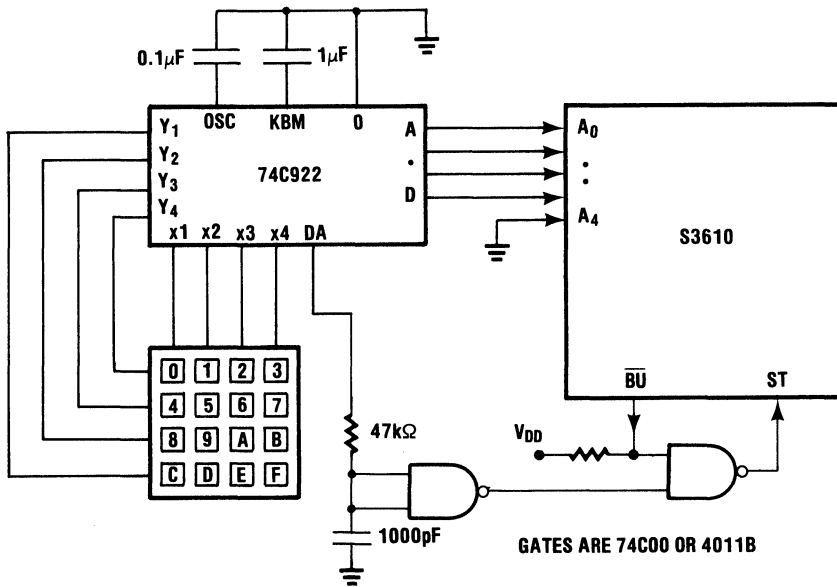 0.1μF
1μF
OSC KBM 0
Y1
Y2
Y3
Y4
74C922
A
.
D
x1 x2 x3 x4 DA
A0
:
A4
S3610
BU
ST
0 1 2 3
4 5 6 7
8 9 A B
C D E F
47kΩ
VDD
1000pF
GATES ARE 74C00 OR 4011B